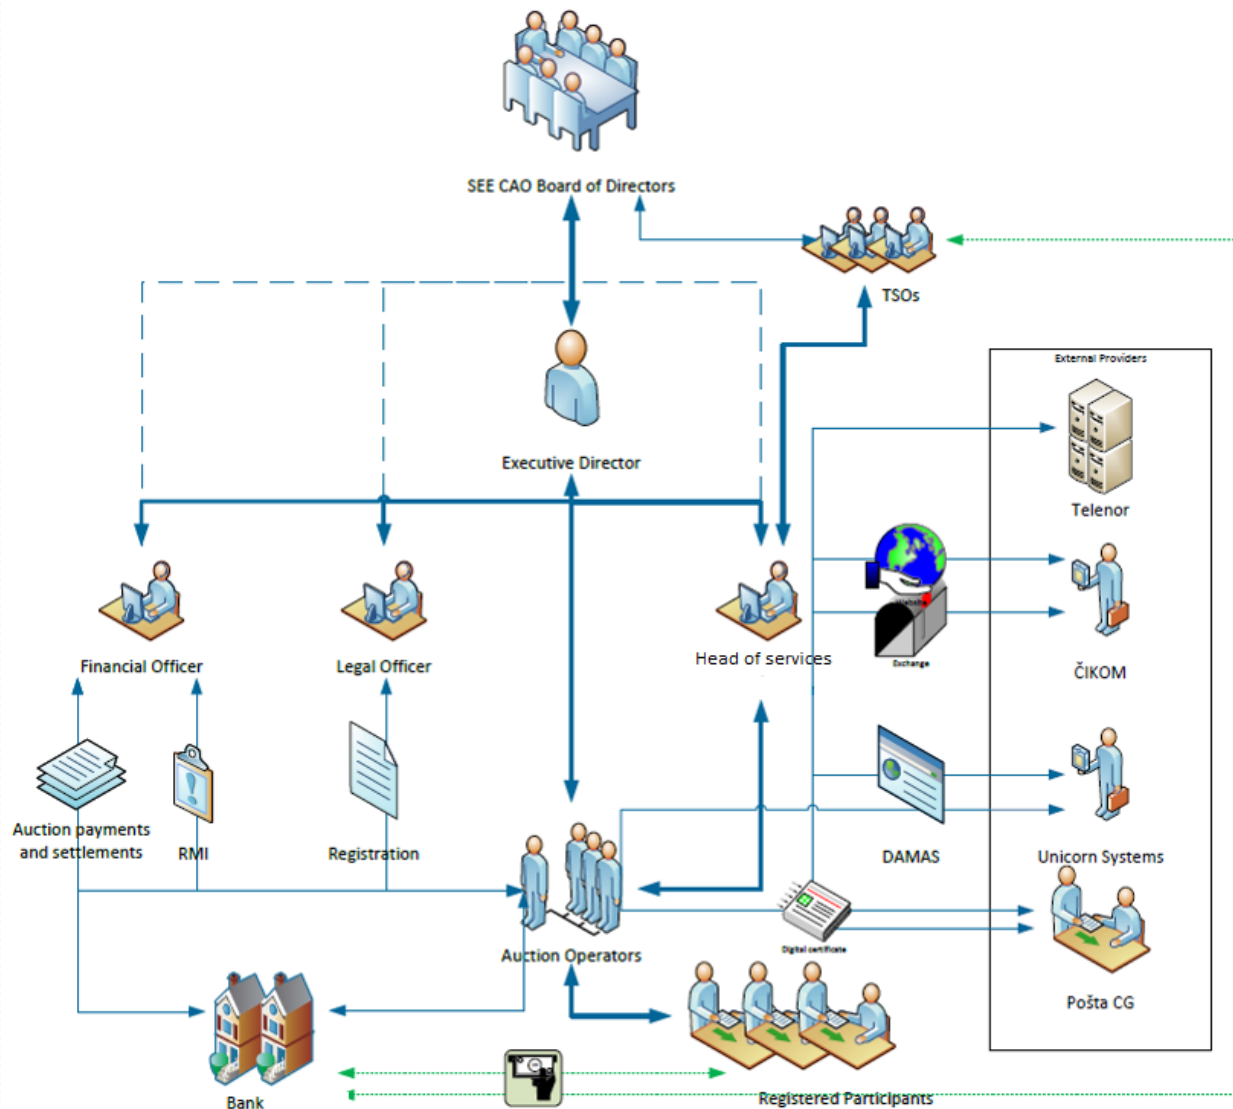 SEE CAO Board of Directors
TSOs
External Providers
Executive Director
Telenor
Website
Exchange
Financial Officer
Legal Officer
Head of services
ČIKOM
Auction payments
and settlements
RMI
Registration
DAMAS
Unicorn Systems
Digital certificate
Auction Operators
Pošta CG
Bank
Registered Participants